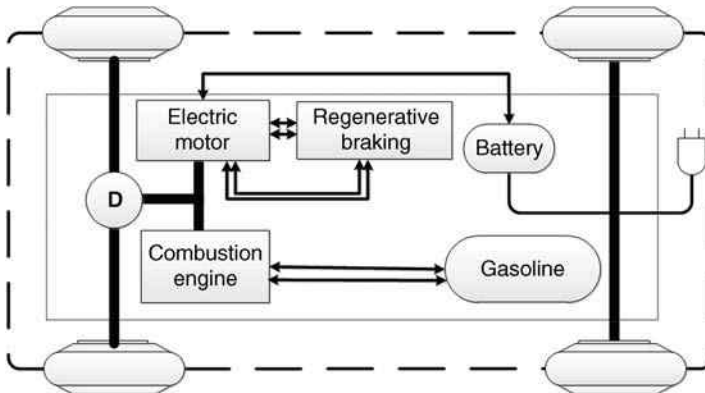 Electric
motor
Regenerative
braking
Battery
D
Combustion
engine
Gasoline